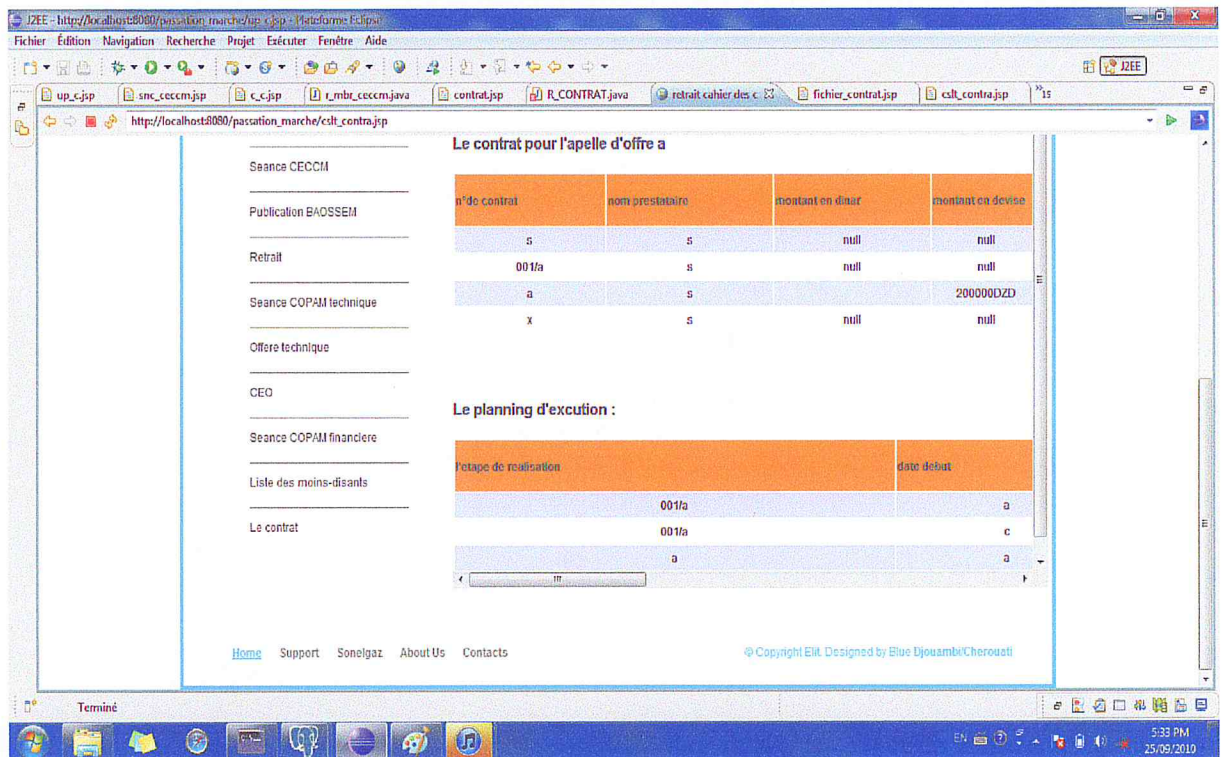 J2EE - http://localhost:8080/passation_marche/up_c.jsp - Plateforme Eclipse
Fichier Édition Navigation Recherche Projet Exécuter Fenêtre Aide
J2EE
up_c.jsp snc_ceccm.jsp c_c.jsp r_mbr_ceccm.java contrat.jsp R_CONTRAT.java retrait cahier des c fichier_contrat.jsp cslt_contra.jsp
http://localhost:8080/passation_marche/cslt_contra.jsp
Seance CECCM
Publication BAOSSEM
Retrait
Seance COPAM technique
Offere technique
CEO
Seance COPAM financiere
Liste des moins-disants
Le contrat
Le contrat pour l'apelle d'offre a
n°de contrat nom prestataire montant en dinar montant en devise
s s null null
001/a s null null
a s 200000DZD
x s null null
Le planning d'excution :
l'etape de realisation date debut
001/a a
001/a c
a a
Home Support Sonelgaz About Us Contacts © Copyright Elit. Designed by Blue Djouambi/Cherouati
Terminé
EN 5:33 PM
25/09/2010